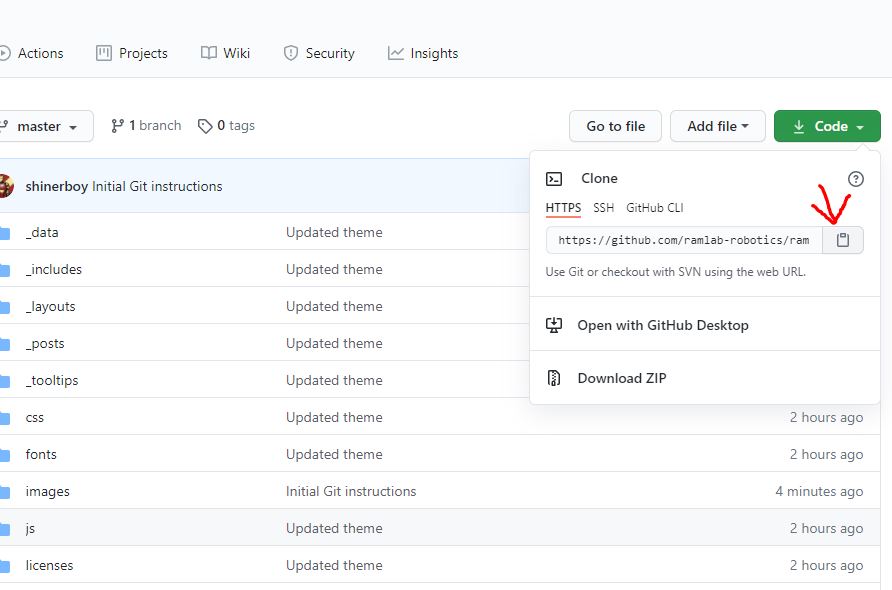 Actions Projects Wiki Security Insights
master 1 branch 0 tags Go to file Add file Code
shinerboy Initial Git instructions
Clone
HTTPS SSH GitHub CLI
https://github.com/ramlab-robotics/ram
Use Git or checkout with SVN using the web URL.
Open with GitHub Desktop
Download ZIP
_data Updated theme
_includes Updated theme
_layouts Updated theme
_posts Updated theme
_tooltips Updated theme
css Updated theme 2 hours ago
fonts Updated theme 2 hours ago
images Initial Git instructions 4 minutes ago
js Updated theme 2 hours ago
licenses Updated theme 2 hours ago